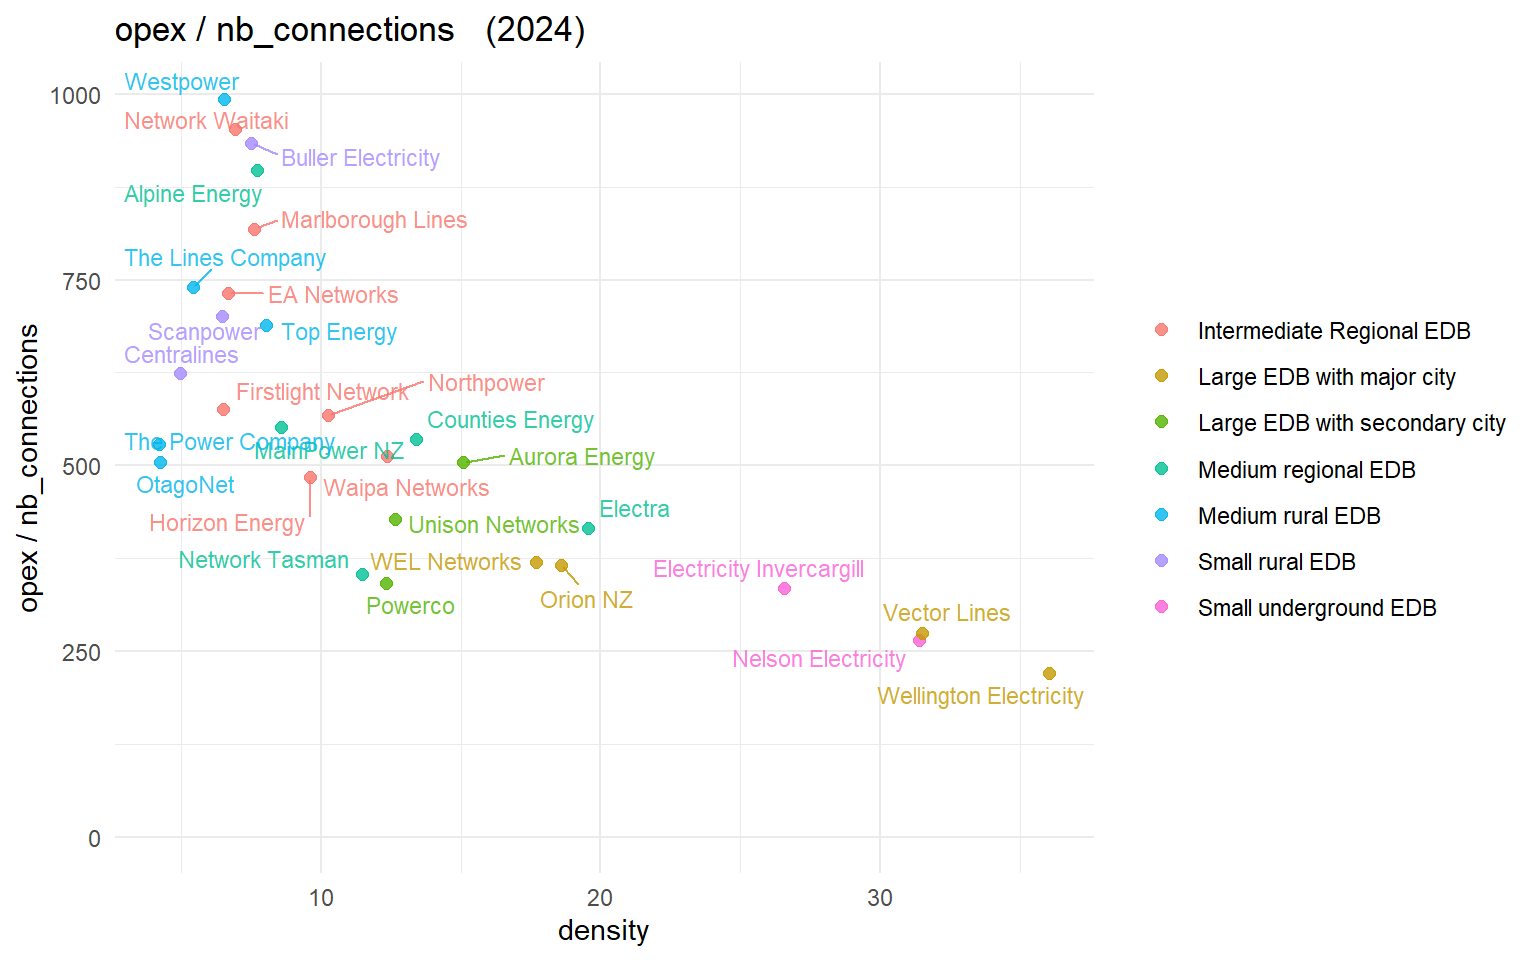 opex / nb_connections (2024)
Westpower
1000
Network Waitaki
Buller Electricity
Alpine Energy
Marlborough Lines
The Lines Company
750
EA Networks
Scanpower
Top Energy
Centralines
Northpower
Firstlight Network
Counties Energy
The Power Company
MainPower NZ
Aurora Energy
500
OtagoNet
Waipa Networks
Electra
Horizon Energy
Unison Networks
Network Tasman
WEL Networks
Electricity Invercargill
Orion NZ
Powerco
Vector Lines
250
Nelson Electricity
Wellington Electricity
0
10
20
30
density
opex / nb_connections
Intermediate Regional EDB
Large EDB with major city
Large EDB with secondary city
Medium regional EDB
Medium rural EDB
Small rural EDB
Small underground EDB